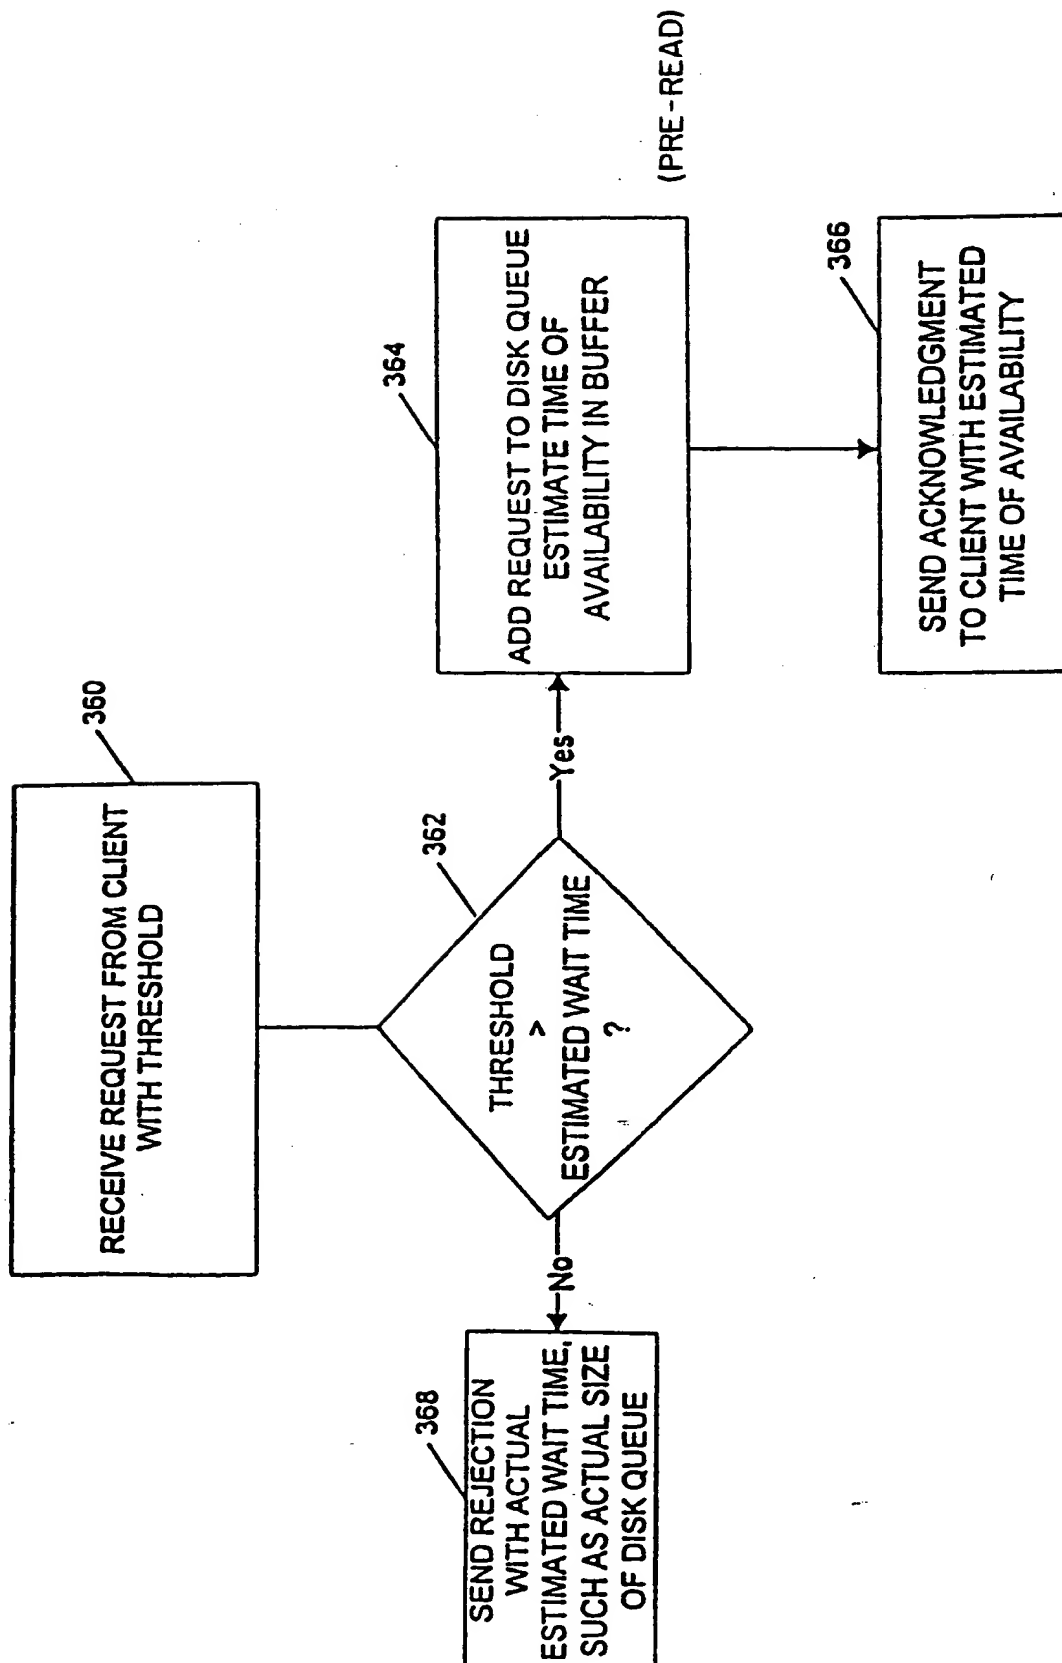 360
RECEIVE REQUEST FROM CLIENT
WITH THRESHOLD
362
THRESHOLD
>
ESTIMATED WAIT TIME
?
No
Yes
368
SEND REJECTION
WITH ACTUAL
ESTIMATED WAIT TIME,
SUCH AS ACTUAL SIZE
OF DISK QUEUE
364
ADD REQUEST TO DISK QUEUE
ESTIMATE TIME OF
AVAILABILITY IN BUFFER
(PRE-READ)
366
SEND ACKNOWLEDGMENT
TO CLIENT WITH ESTIMATED
TIME OF AVAILABILITY